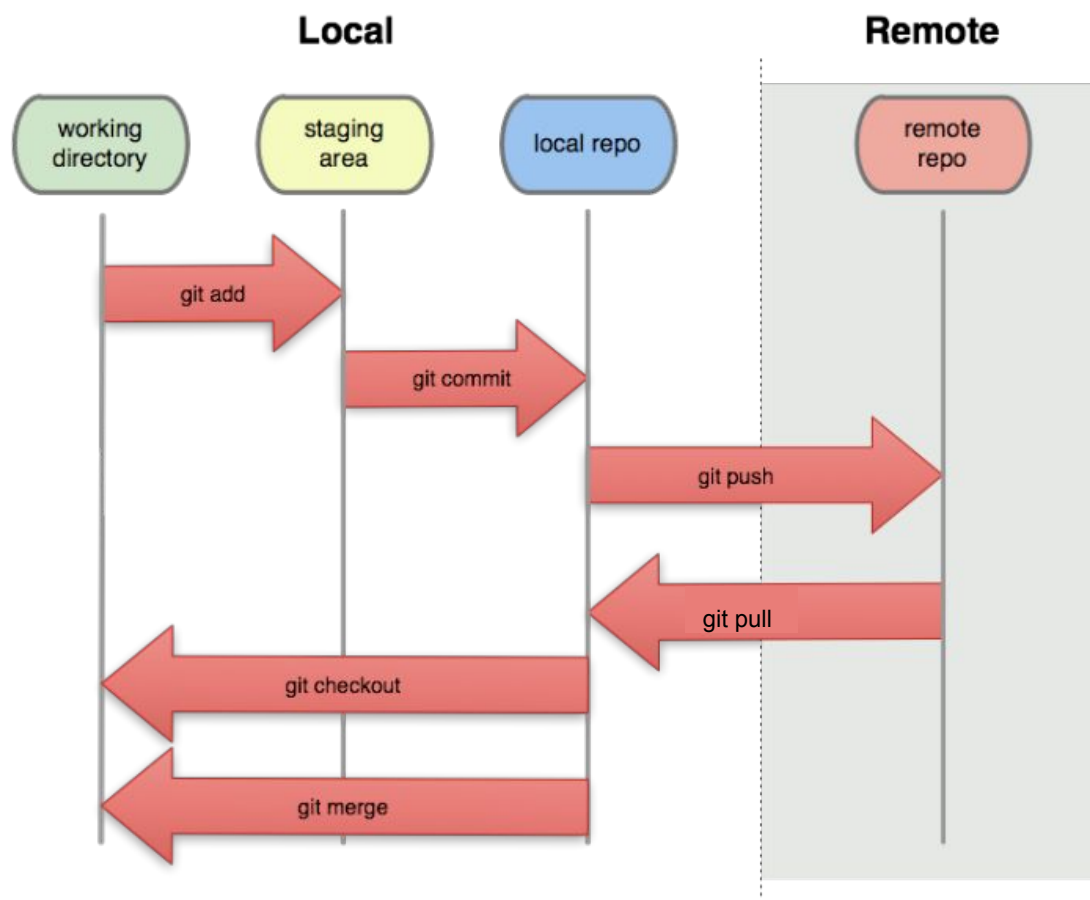 Local
Remote
working
directory
staging
area
local repo
remote
repo
git add
git commit
git push
git pull
git checkout
git merge